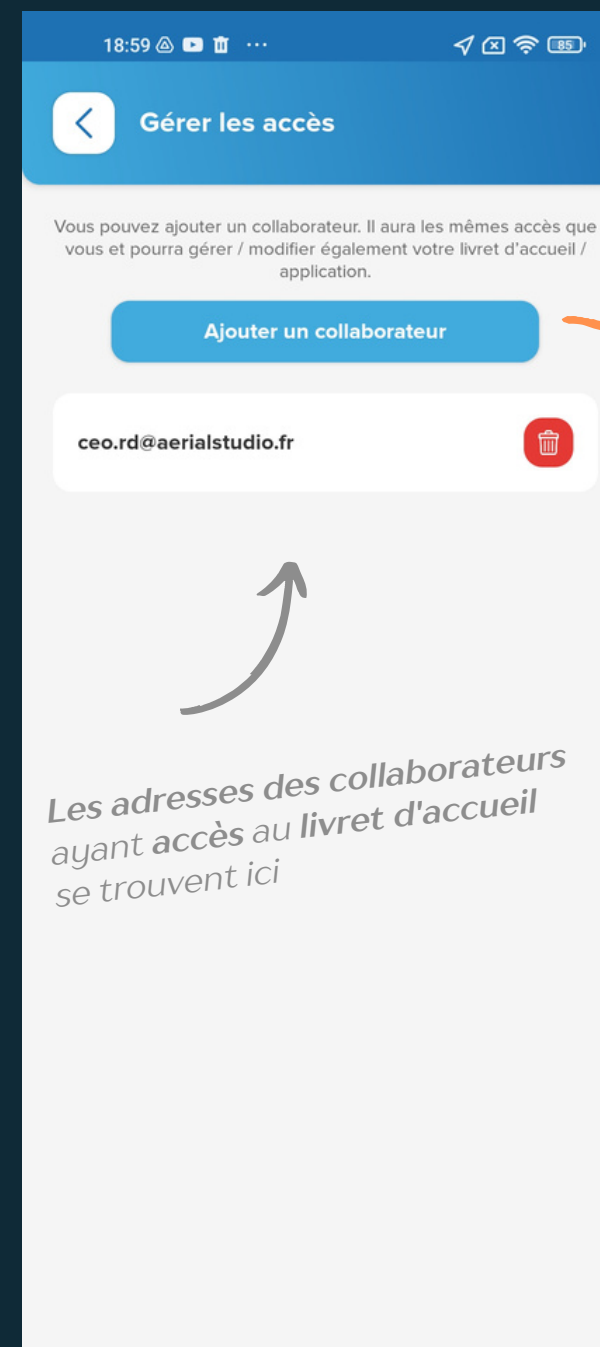 18:59
85
Gérer les accès
Vous pouvez ajouter un collaborateur. Il aura les mêmes accès que
vous et pourra gérer / modifier également votre livret d'accueil /
application.
Ajouter un collaborateur
ceo.rd@aerialstudio.fr
Les adresses des collaborateurs
ayant accès au livret d'accueil
se trouvent ici